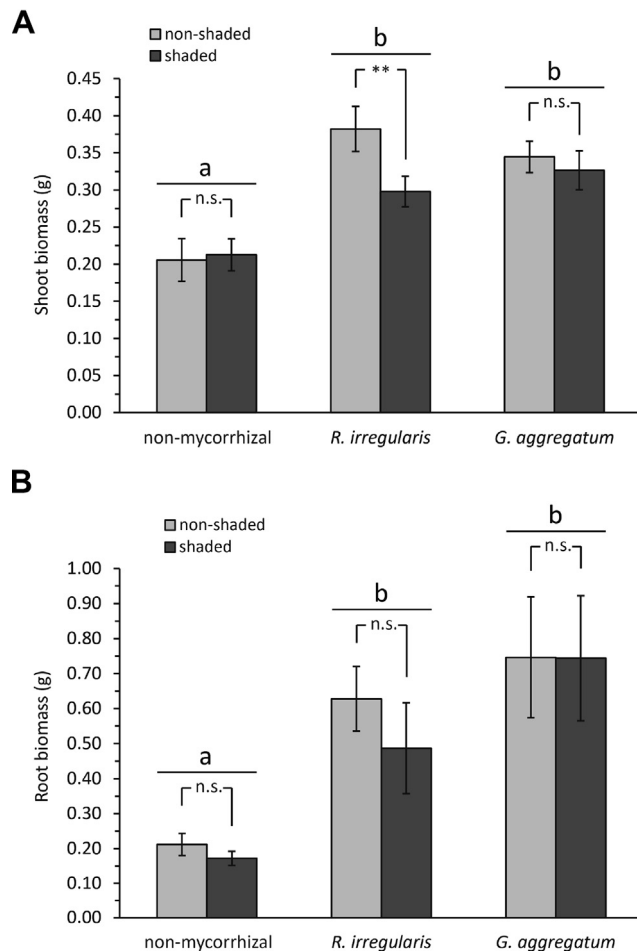 A
non-shaded
shaded
b
**
b
n.s.
a
n.s.
0.45
0.40
0.35
0.30
0.25
0.20
0.15
0.10
0.05
0.00
Shoot biomass (g)
non-mycorrhizal R. irregularis G. aggregatum
B
non-shaded
shaded
b
n.s.
b
n.s.
a
n.s.
1.00
0.90
0.80
0.70
0.60
0.50
0.40
0.30
0.20
0.10
0.00
Root biomass (g)
non-mycorrhizal R. irregularis G. aggregatum